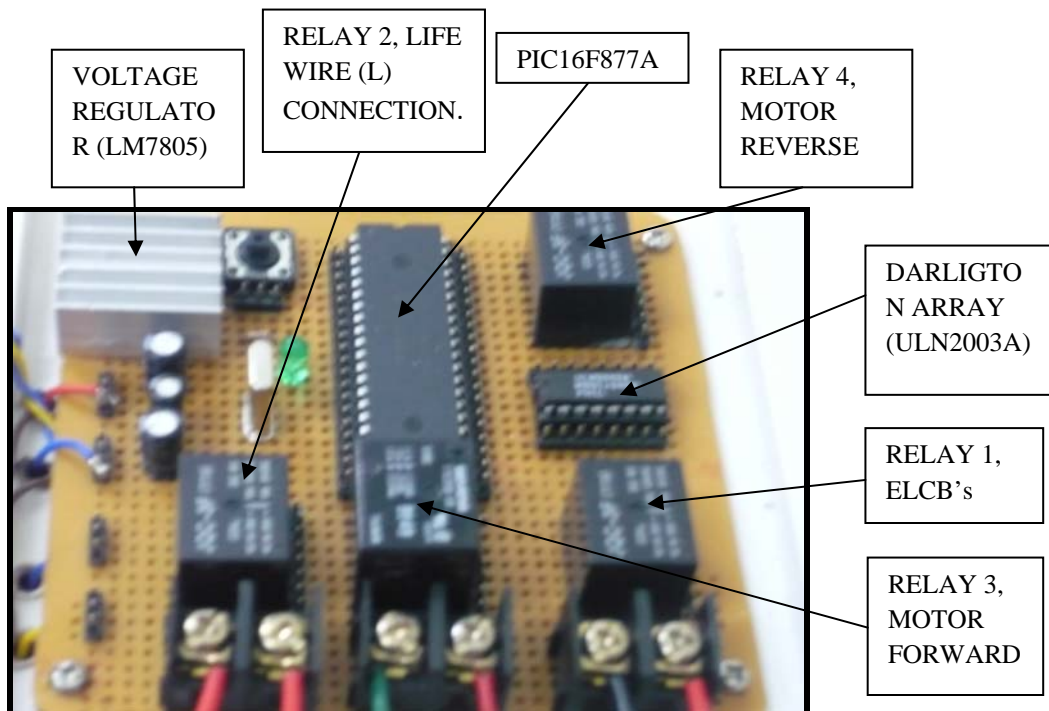 VOLTAGE
REGULATO
R (LM7805)
RELAY 2, LIFE
WIRE (L)
CONNECTION.
PIC16F877A
RELAY 4,
MOTOR
REVERSE
DARLIGTO
N ARRAY
(ULN2003A)
RELAY 1,
ELCB's
RELAY 3,
MOTOR
FORWARD